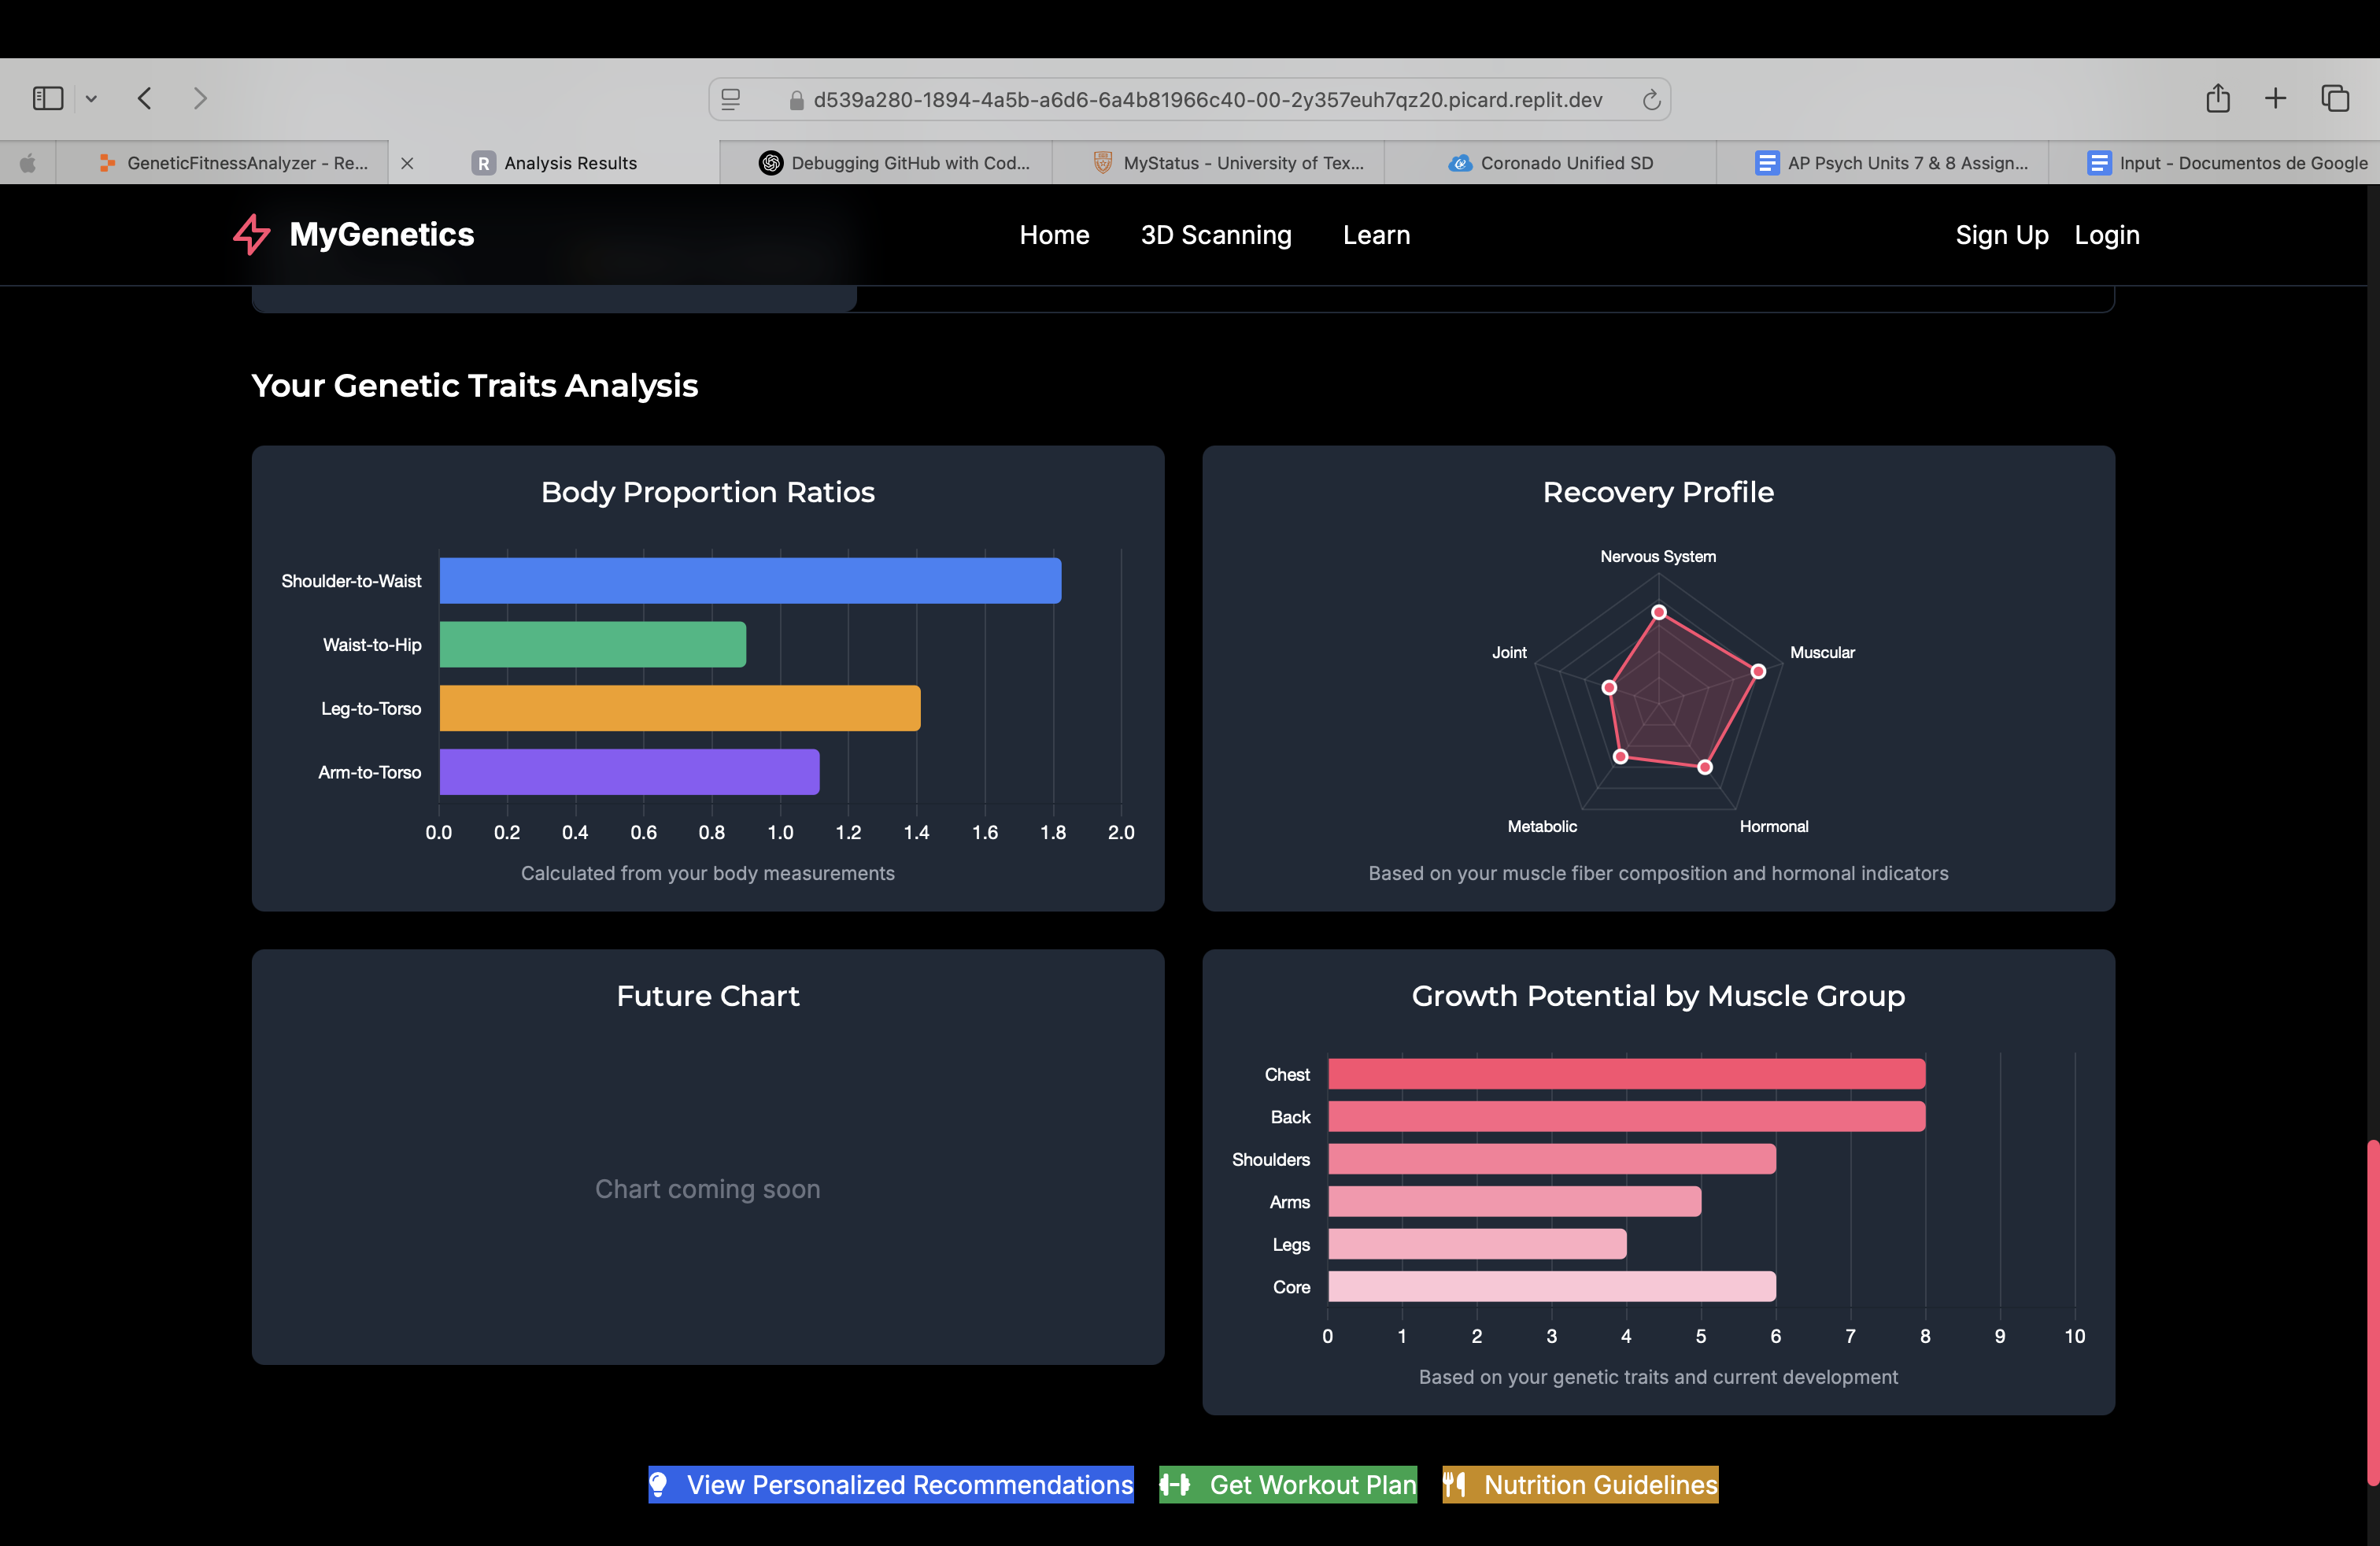 d539a280-1894-4a5b-a6d6-6a4b81966c40-00-2y357euh7qz20.picard.replit.dev
GeneticFitnessAnalyzer - Re...
R Analysis Results
Debugging GitHub with Cod...
MyStatus - University of Tex...
Coronado Unified SD
AP Psych Units 7 & 8 Assign...
Input - Documentos de Google
MyGenetics
Home
3D Scanning
Learn
Sign Up
Login
Your Genetic Traits Analysis
Body Proportion Ratios
Shoulder-to-Waist
Waist-to-Hip
Leg-to-Torso
Arm-to-Torso
0.0 0.2 0.4 0.6 0.8 1.0 1.2 1.4 1.6 1.8 2.0
Calculated from your body measurements
Recovery Profile
Nervous System
Joint
Muscular
Metabolic
Hormonal
Based on your muscle fiber composition and hormonal indicators
Future Chart
Chart coming soon
Growth Potential by Muscle Group
Chest
Back
Shoulders
Arms
Legs
Core
0 1 2 3 4 5 6 7 8 9 10
Based on your genetic traits and current development
View Personalized Recommendations
Get Workout Plan
Nutrition Guidelines